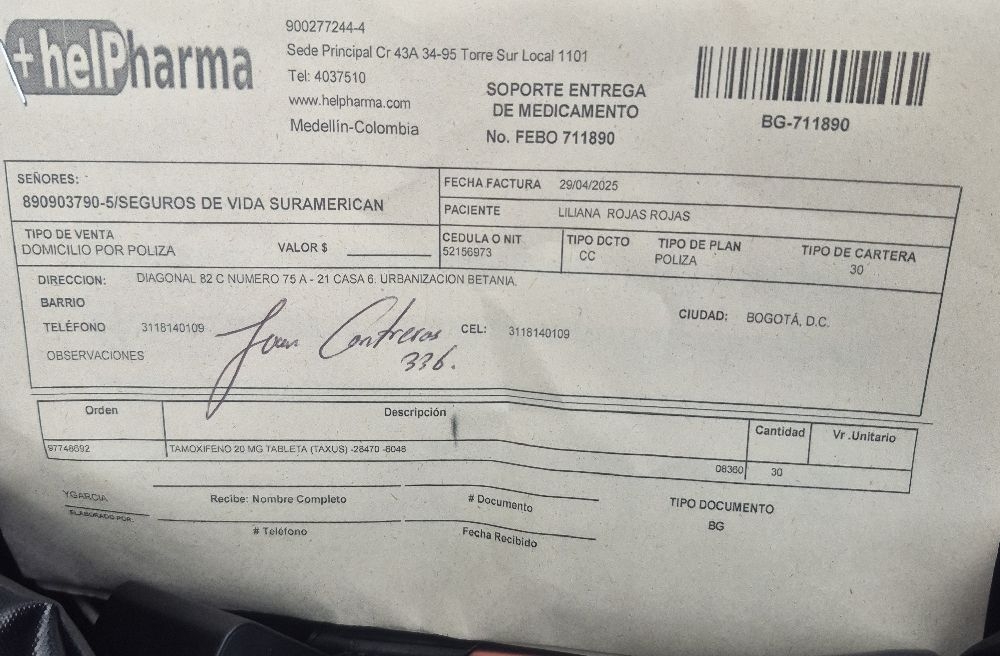 +helPharma
900277244-4
Sede Principal Cr 43A 34-95 Torre Sur Local 1101
Tel: 4037510
www.helpharma.com
Medellín-Colombia
SOPORTE ENTREGA
DE MEDICAMENTO
No. FEBO 711890
BG-711890
SEÑORES:
890903790-5/SEGUROS DE VIDA SURAMERICAN
FECHA FACTURA 29/04/2025
PACIENTE LILIANA ROJAS ROJAS
TIPO DE VENTA
DOMICILIO POR POLIZA
VALOR $
CEDULA O NIT
52156973
TIPO DCTO
CC
TIPO DE PLAN
POLIZA
TIPO DE CARTERA
30
DIRECCION: DIAGONAL 82 C NUMERO 75 A - 21 CASA 6. URBANIZACION BETANIA.
BARRIO
TELÉFONO 3118140109
CEL: 3118140109
CIUDAD: BOGOTÁ, D.C.
OBSERVACIONES
Juan Contreras
336.
Orden Descripción Cantidad Vr .Unitario
97748692 TAMOXIFENO 20 MG TABLETA (TAXUS) -28470 -6046 08360 30
YGARCIA
ELABORADO POR:
Recibe: Nombre Completo
# Documento
# Teléfono
Fecha Recibido
TIPO DOCUMENTO
BG